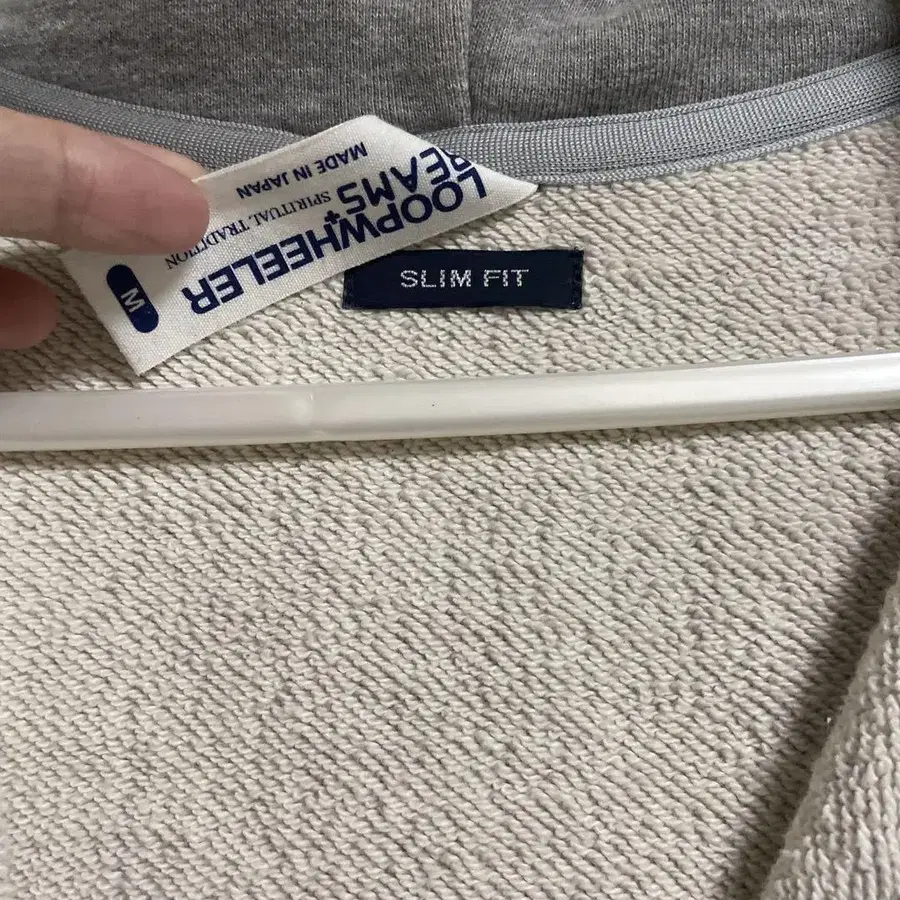 LOOPWHEELER
+
BEAMS
SPIRITUAL TRADITION
MADE IN JAPAN
M
SLIM FIT